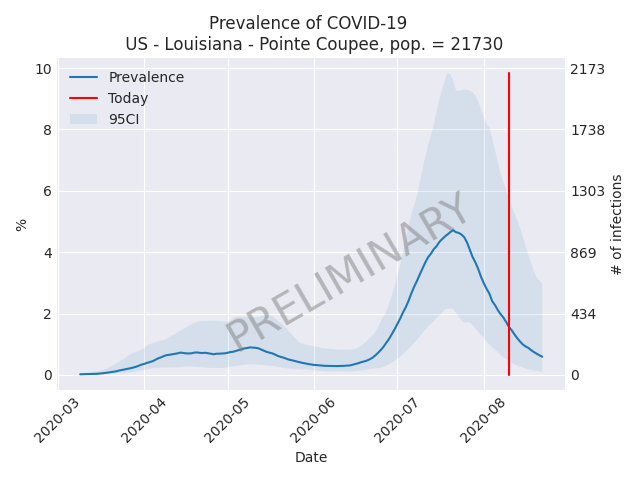 Prevalence of COVID-19
US - Louisiana - Pointe Coupee, pop. = 21730
Prevalence
Today
95CI
10
8
6
4
2
0
%
2173
1738
1303
869
434
0
# of infections
PRELIMINARY
2020-03
2020-04
2020-05
2020-06
2020-07
2020-08
Date